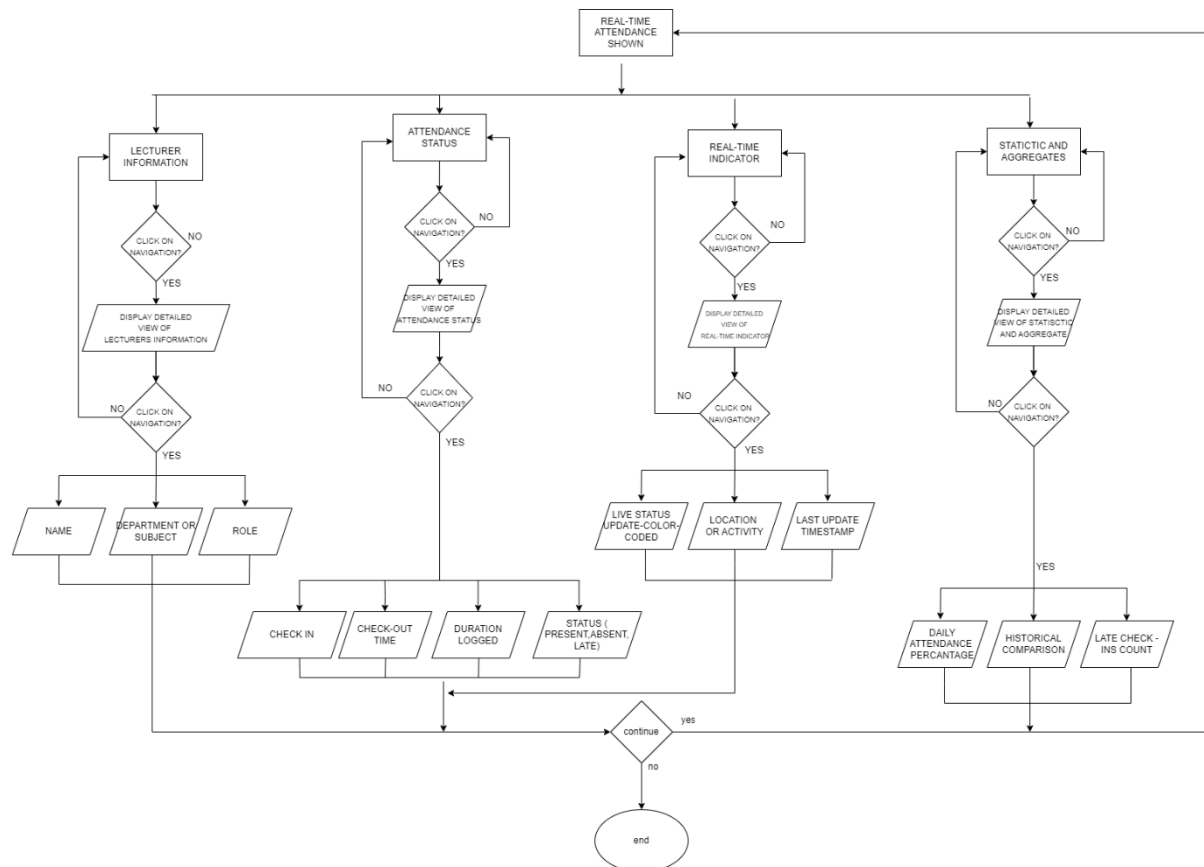 REAL-TIME
ATTENDANCE
SHOWN
LECTURER
INFORMATION
ATTENDANCE
STATUS
REAL-TIME
INDICATOR
STATICTIC AND
AGGREGATES
CLICK ON
NAVIGATION?
NO
YES
CLICK ON
NAVIGATION?
NO
YES
CLICK ON
NAVIGATION?
NO
YES
CLICK ON
NAVIGATION?
NO
YES
DISPLAY DETAILED
VIEW OF
LECTURERS INFORMATION
DISPLAY DETAILED
VIEW OF
ATTENDANCE STATUS
DISPLAY DETAILED
VIEW OF
REAL-TIME INDICATOR
DISPLAY DETAILED
VIEW OF STATISCTIC
AND AGGREGATE
NO
CLICK ON
NAVIGATION?
YES
NO
CLICK ON
NAVIGATION?
YES
NO
CLICK ON
NAVIGATION?
YES
NO
CLICK ON
NAVIGATION?
YES
NAME
DEPARTMENT OR
SUBJECT
ROLE
LIVE STATUS
UPDATE-COLOR-
CODED
LOCATION
OR ACTIVITY
LAST UPDATE
TIMESTAMP
CHECK IN
CHECK-OUT
TIME
DURATION
LOGGED
STATUS (
PRESENT,ABSENT,
LATE)
DAILY
ATTENDANCE
PERCANTAGE
HISTORICAL
COMPARISON
LATE CHECK -
INS COUNT
continue
yes
no
end